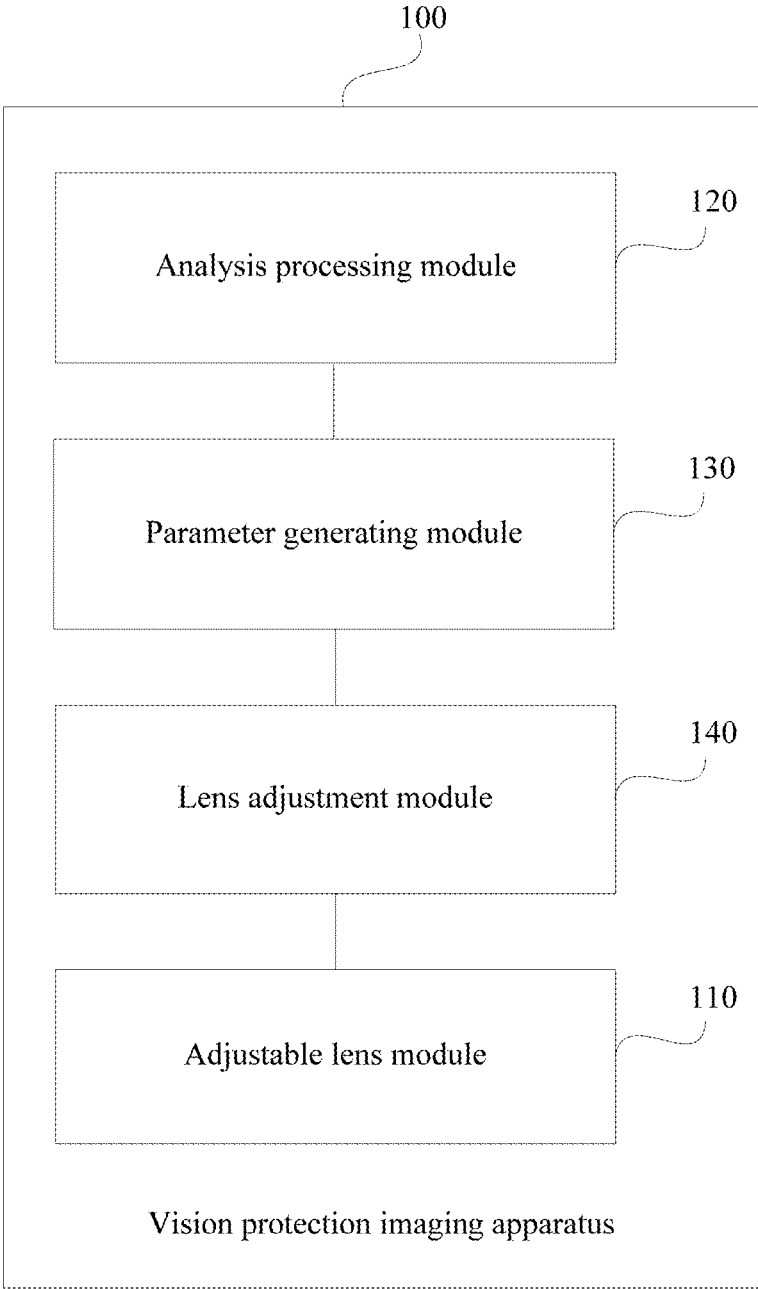 100
120
Analysis processing module
130
Parameter generating module
140
Lens adjustment module
110
Adjustable lens module
Vision protection imaging apparatus